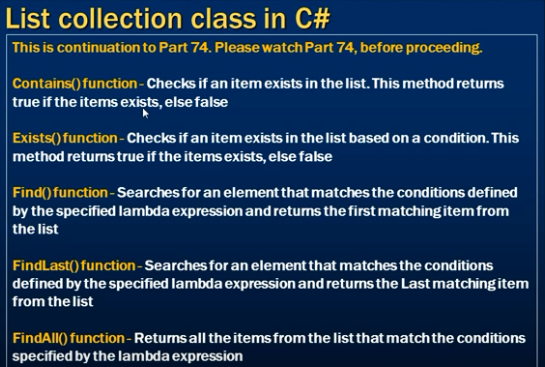 List collection class in C#
This is continuation to Part 74. Please watch Part 74, before proceeding.
Contains() function - Checks if an item exists in the list. This method returns
true if the items exists, else false
Exists() function - Checks if an item exists in the list based on a condition. This
method returns true if the items exists, else false
Find() function - Searches for an element that matches the conditions defined
by the specified lambda expression and returns the first matching item from
the list
FindLast() function - Searches for an element that matches the conditions
defined by the specified lambda expression and returns the Last matching item
from the list
FindAll() function - Returns all the items from the list that match the conditions
specified by the lambda expression